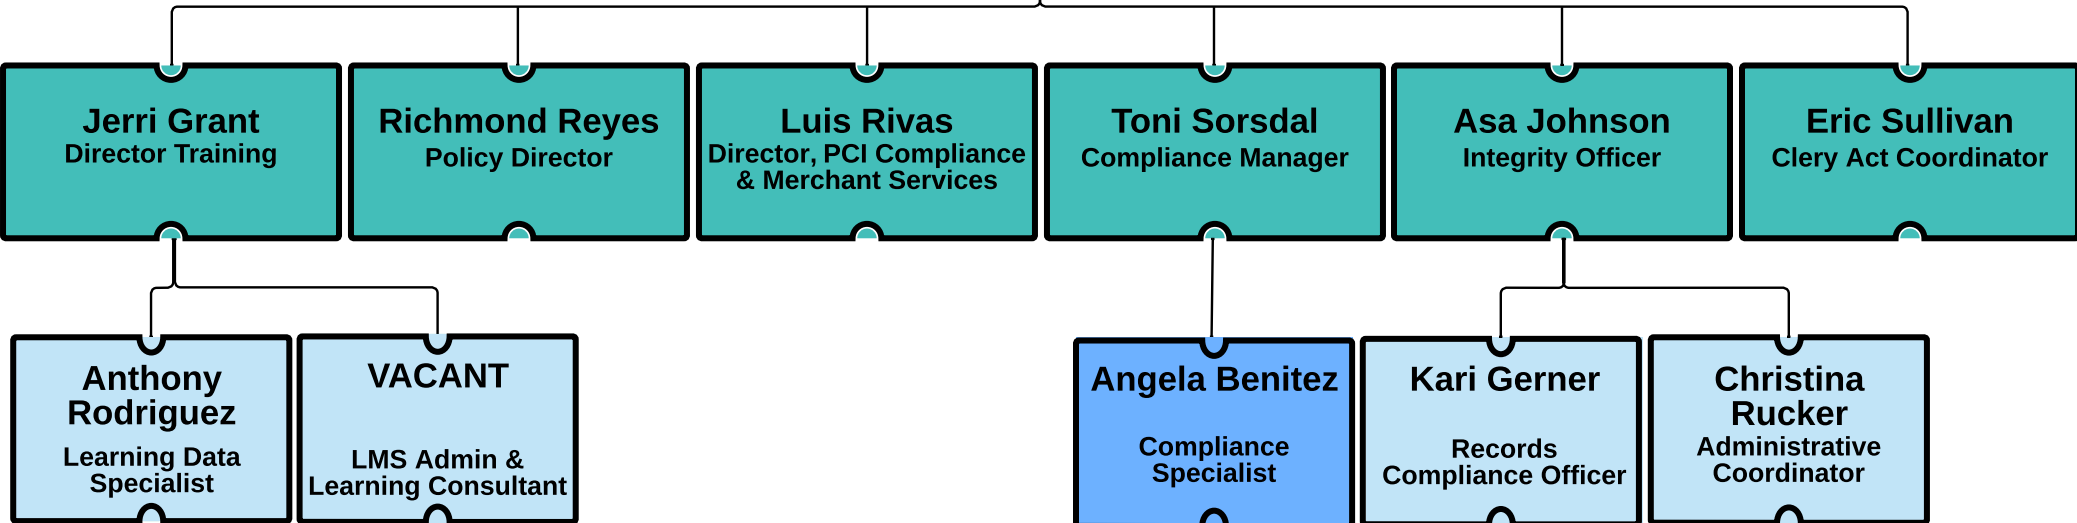 Jerri Grant
Director Training
Richmond Reyes
Policy Director
Luis Rivas
Director, PCI Compliance
& Merchant Services
Toni Sorsdal
Compliance Manager
Asa Johnson
Integrity Officer
Eric Sullivan
Clery Act Coordinator
Anthony
Rodriguez
Learning Data
Specialist
VACANT
LMS Admin &
Learning Consultant
Angela Benitez
Compliance
Specialist
Kari Gerner
Records
Compliance Officer
Christina
Rucker
Administrative
Coordinator